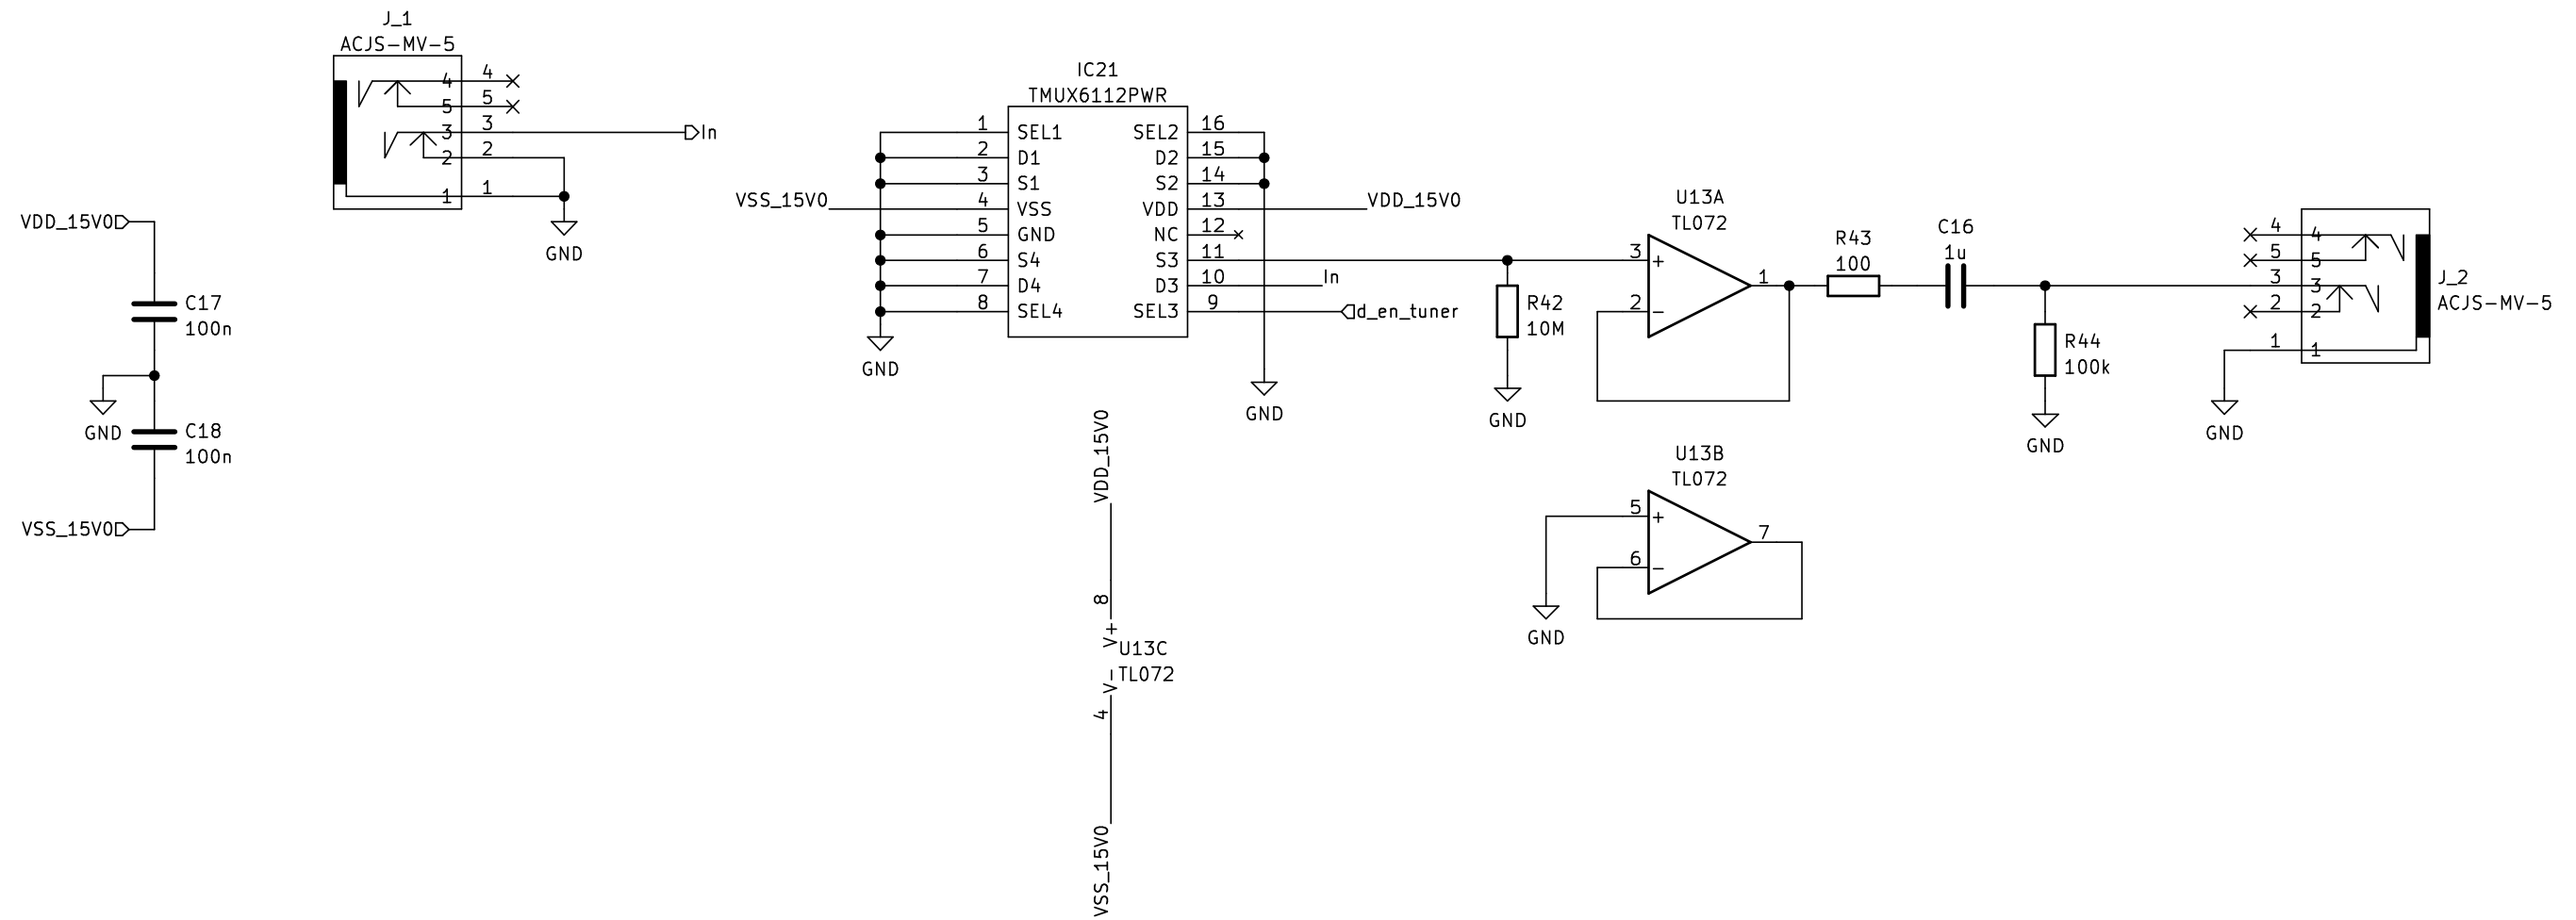 J_1
ACJS-MV-5
4 4
5 5
3 3
In
2 2
1 1
GND
VDD_15V0
C17
100n
GND
C18
100n
VSS_15V0
IC21
TMUX6112PWR
1 SEL1 SEL2 16
2 D1 D2 15
3 S1 S2 14
VSS_15V0 4 VSS VDD 13 VDD_15V0
5 GND NC 12
6 S4 S3 11
7 D4 D3 10 In
8 SEL4 SEL3 9 d_en_tuner
GND
GND
R42
10M
GND
U13A
TL072
3 +
1
2 -
R43
100
C16
1u
R44
100k
GND
4 4
5 5
3 3
2 2
1 1
J_2
ACJS-MV-5
GND
VDD_15V0
8
V+
U13C
TL072
V-
4
VSS_15V0
U13B
TL072
5 +
7
6 -
GND